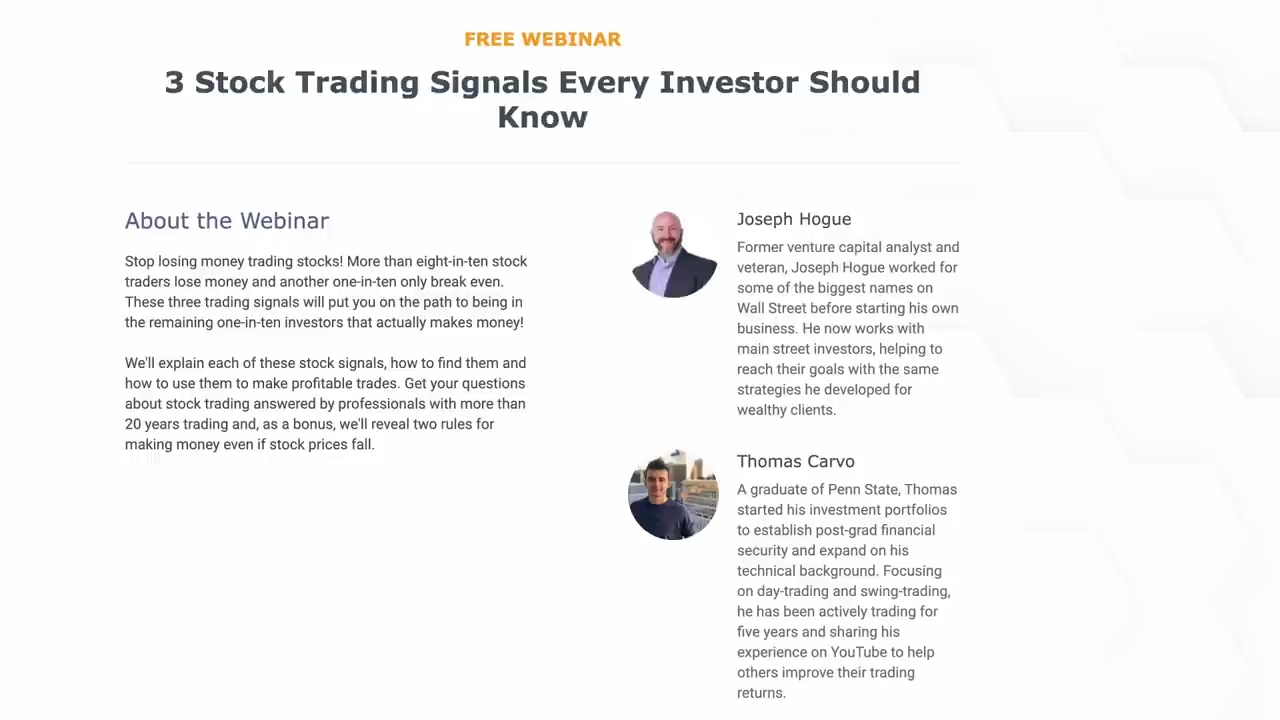 FREE WEBINAR
3 Stock Trading Signals Every Investor Should
Know
About the Webinar
Stop losing money trading stocks! More than eight-in-ten stock
traders lose money and another one-in-ten only break even.
These three trading signals will put you on the path to being in
the remaining one-in-ten investors that actually makes money!
We'll explain each of these stock signals, how to find them and
how to use them to make profitable trades. Get your questions
about stock trading answered by professionals with more than
20 years trading and, as a bonus, we'll reveal two rules for
making money even if stock prices fall.
Joseph Hogue
Former venture capital analyst and
veteran, Joseph Hogue worked for
some of the biggest names on
Wall Street before starting his own
business. He now works with
main street investors, helping to
reach their goals with the same
strategies he developed for
wealthy clients.
Thomas Carvo
A graduate of Penn State, Thomas
started his investment portfolios
to establish post-grad financial
security and expand on his
technical background. Focusing
on day-trading and swing-trading,
he has been actively trading for
five years and sharing his
experience on YouTube to help
others improve their trading
returns.